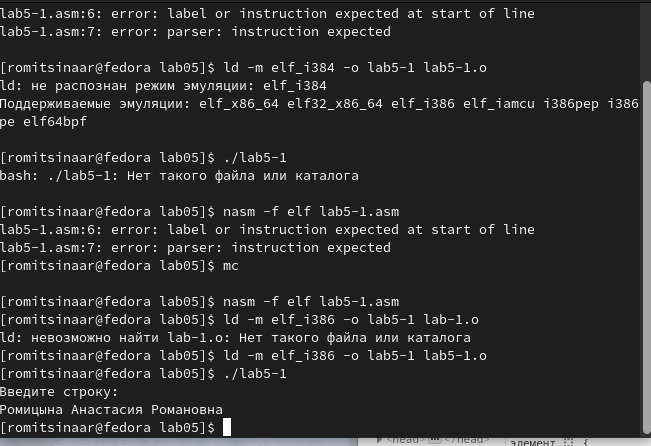 lab5-1.asm:6: error: label or instruction expected at start of line
lab5-1.asm:7: error: parser: instruction expected
[romitsinaar@fedora lab05]$ ld -m elf_i384 -o lab5-1 lab5-1.o
ld: не распознан режим эмуляции: elf_i384
Поддерживаемые эмуляции: elf_x86_64 elf32_x86_64 elf_i386 elf_iamcu i386pep i386
pe elf64bpf
[romitsinaar@fedora lab05]$ ./lab5-1
bash: ./lab5-1: Нет такого файла или каталога
[romitsinaar@fedora lab05]$ nasm -f elf lab5-1.asm
lab5-1.asm:6: error: label or instruction expected at start of line
lab5-1.asm:7: error: parser: instruction expected
[romitsinaar@fedora lab05]$ mc
[romitsinaar@fedora lab05]$ nasm -f elf lab5-1.asm
[romitsinaar@fedora lab05]$ ld -m elf_i386 -o lab5-1 lab-1.o
ld: невозможно найти lab-1.o: Нет такого файла или каталога
[romitsinaar@fedora lab05]$ ld -m elf_i386 -o lab5-1 lab5-1.o
[romitsinaar@fedora lab05]$ ./lab5-1
Введите строку:
Ромицына Анастасия Романовна
[romitsinaar@fedora lab05]$
<head> ... </head>
элемент {